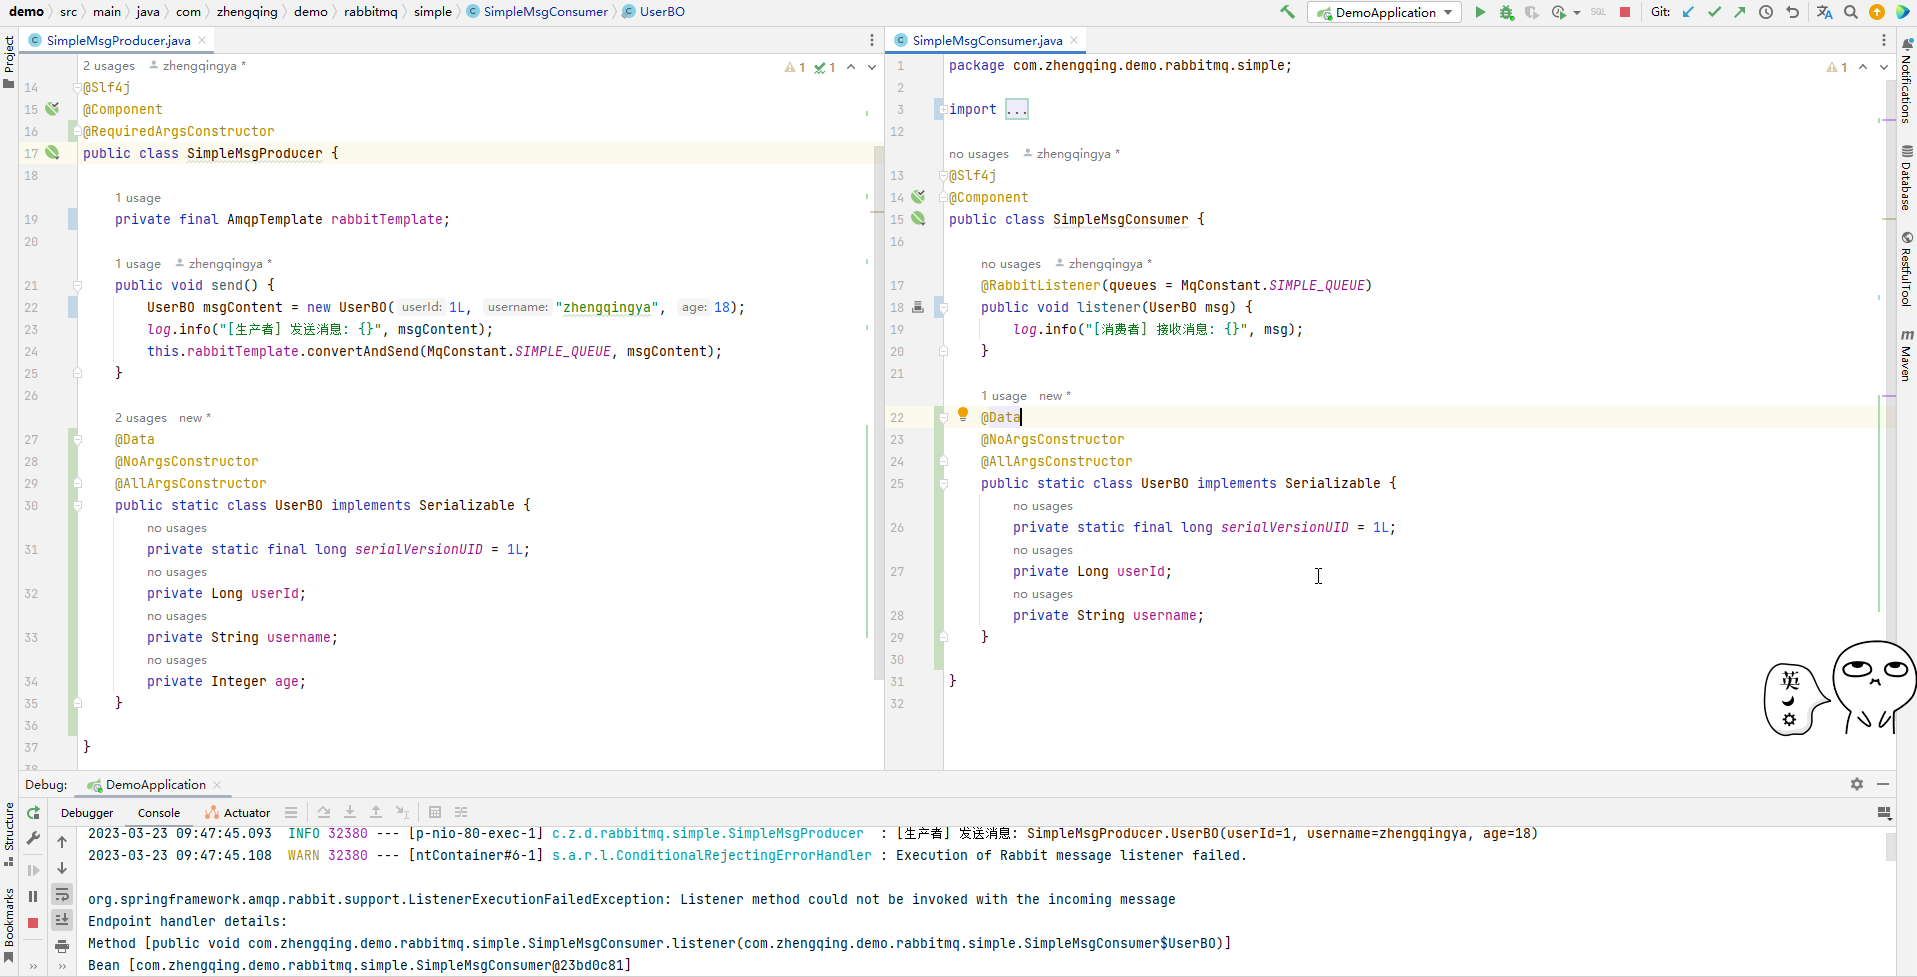 demo src main java com zhengqing demo rabbitmq simple SimpleMsgConsumer UserBO
DemoApplication
SQL
Git:
Project
SimpleMsgProducer.java
2 usages zhengqingya *
1 1
14 @Slf4j
15 @Component
16 @RequiredArgsConstructor
17 public class SimpleMsgProducer {
18
1 usage
19 private final AmqpTemplate rabbitTemplate;
20
1 usage zhengqingya *
21 public void send() {
22 UserBO msgContent = new UserBO( userId: 1L, username: "zhengqingya", age: 18);
23 log.info("[生产者] 发送消息: {}", msgContent);
24 this.rabbitTemplate.convertAndSend(MqConstant.SIMPLE_QUEUE, msgContent);
25 }
26
2 usages new *
27 @Data
28 @NoArgsConstructor
29 @AllArgsConstructor
30 public static class UserBO implements Serializable {
no usages
31 private static final long serialVersionUID = 1L;
no usages
32 private Long userId;
no usages
33 private String username;
no usages
34 private Integer age;
35 }
36
37 }
38
SimpleMsgConsumer.java
1 package com.zhengqing.demo.rabbitmq.simple;
1
2
3 import ...
12
no usages zhengqingya *
13 @Slf4j
14 @Component
15 public class SimpleMsgConsumer {
16
no usages zhengqingya *
17 @RabbitListener(queues = MqConstant.SIMPLE_QUEUE)
18 public void listener(UserBO msg) {
19 log.info("[消费者] 接收消息: {}", msg);
20 }
21
1 usage new *
22 @Data
23 @NoArgsConstructor
24 @AllArgsConstructor
25 public static class UserBO implements Serializable {
no usages
26 private static final long serialVersionUID = 1L;
no usages
27 private Long userId;
no usages
28 private String username;
29 }
30
31 }
32
Notifications
Database
RestfulTool
m Maven
英
Debug: DemoApplication
Debugger Console Actuator
Structure
Bookmarks
2023-03-23 09:47:45.093 INFO 32380 --- [p-nio-80-exec-1] c.z.d.rabbitmq.simple.SimpleMsgProducer : [生产者] 发送消息: SimpleMsgProducer.UserBO(userId=1, username=zhengqingya, age=18)
2023-03-23 09:47:45.108 WARN 32380 --- [ntContainer#6-1] s.a.r.l.ConditionalRejectingErrorHandler : Execution of Rabbit message listener failed.
org.springframework.amqp.rabbit.support.ListenerExecutionFailedException: Listener method could not be invoked with the incoming message
Endpoint handler details:
Method [public void com.zhengqing.demo.rabbitmq.simple.SimpleMsgConsumer.listener(com.zhengqing.demo.rabbitmq.simple.SimpleMsgConsumer$UserBO)]
Bean [com.zhengqing.demo.rabbitmq.simple.SimpleMsgConsumer@23bd0c81]